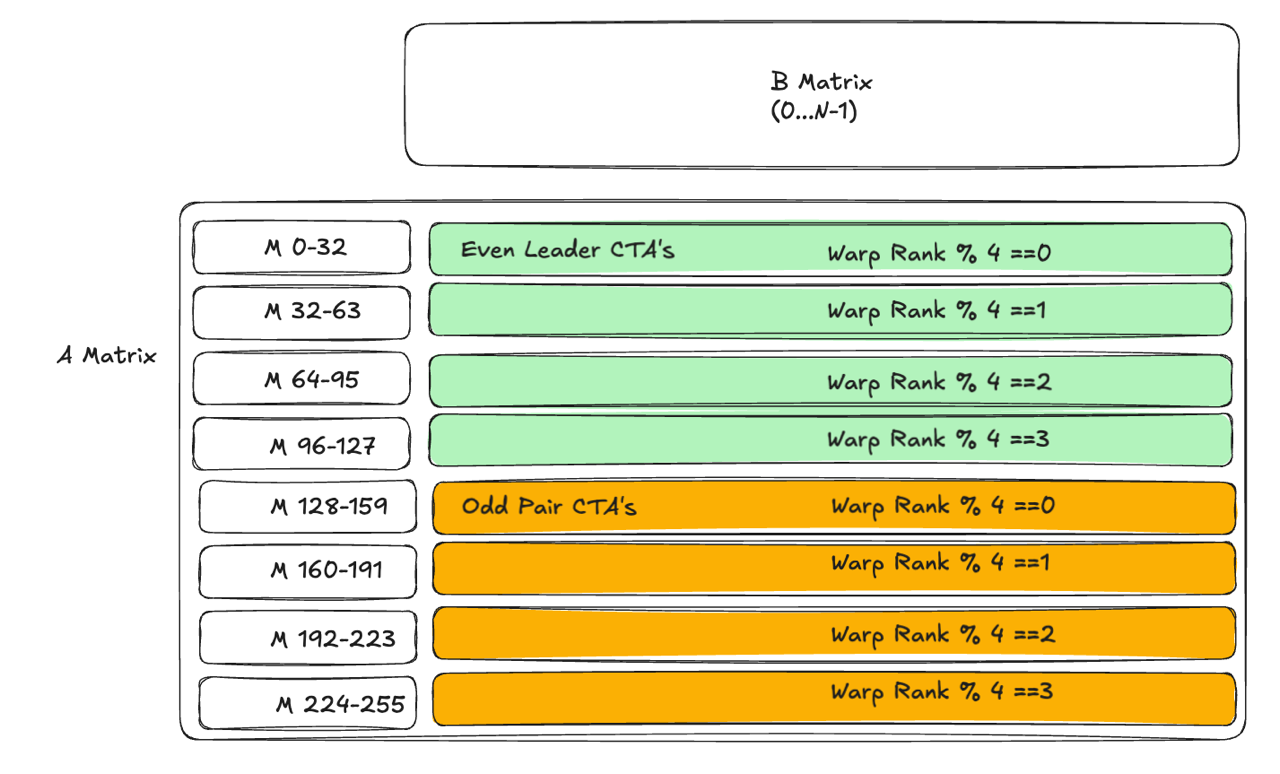 B Matrix
(0...N-1)
M 0-32
Even Leader CTA's
Warp Rank % 4 ==0
M 32-63
Warp Rank % 4 ==1
A Matrix
M 64-95
Warp Rank % 4 ==2
M 96-127
Warp Rank % 4 ==3
M 128-159
Odd Pair CTA's
Warp Rank % 4 ==0
M 160-191
Warp Rank % 4 ==1
M 192-223
Warp Rank % 4 ==2
M 224-255
Warp Rank % 4 ==3